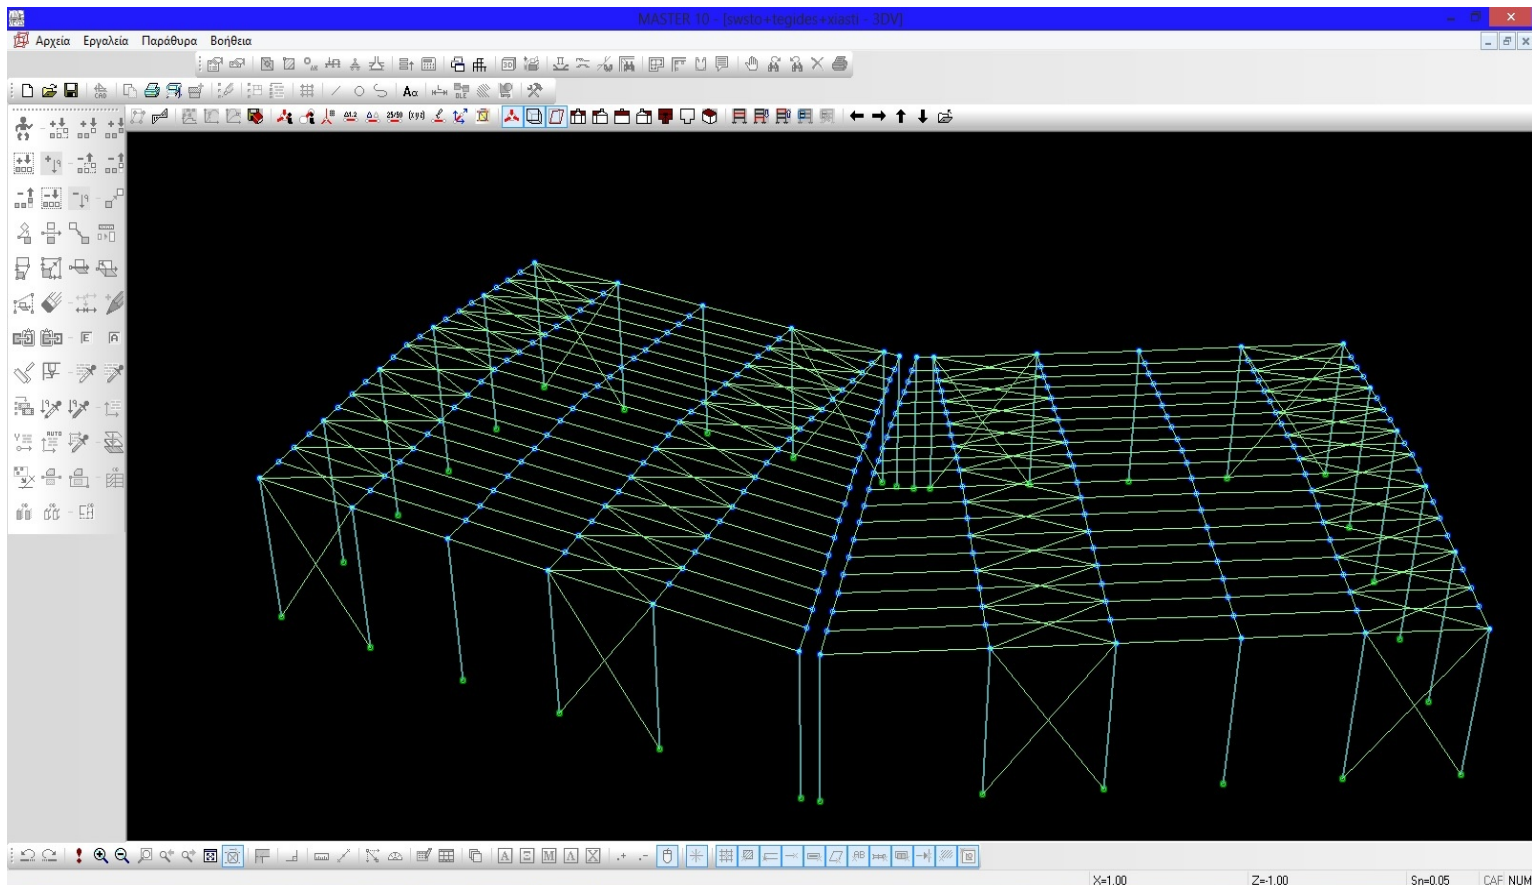 MASTER 10 - [swsto+tegides+xiasti - 3DV]
Αρχεία Εργαλεία Παράθυρα Βοήθεια
X=1.00 Z=-1.00 Sn=0.05 CAF NUM